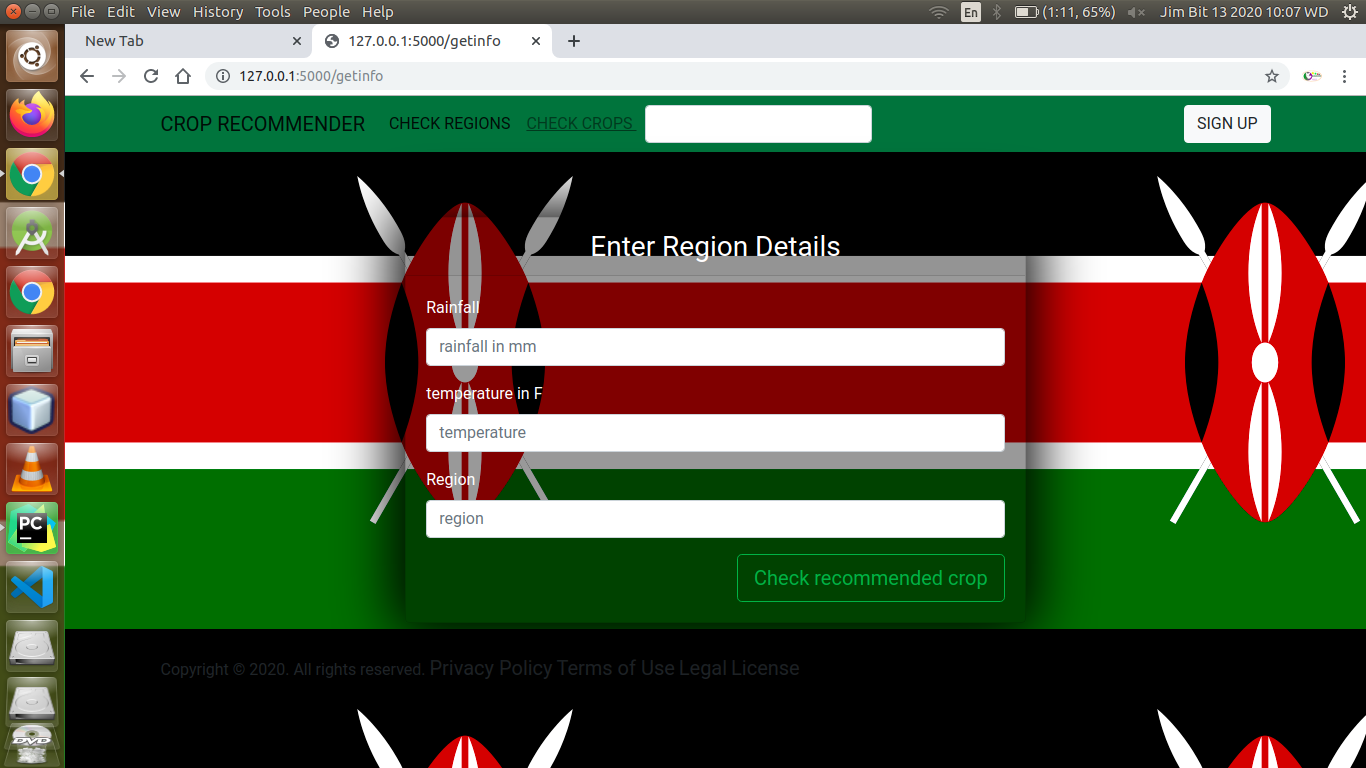 File Edit View History Tools People Help
En (1:11, 65%) Jim Bit 13 2020 10:07 WD
New Tab 127.0.0.1:5000/getinfo
127.0.0.1:5000/getinfo
CROP RECOMMENDER CHECK REGIONS CHECK CROPS SIGN UP
Enter Region Details
Rainfall
rainfall in mm
temperature in F
temperature
Region
region
Check recommended crop
Copyright © 2020. All rights reserved. Privacy Policy Terms of Use Legal License
PC
DVD